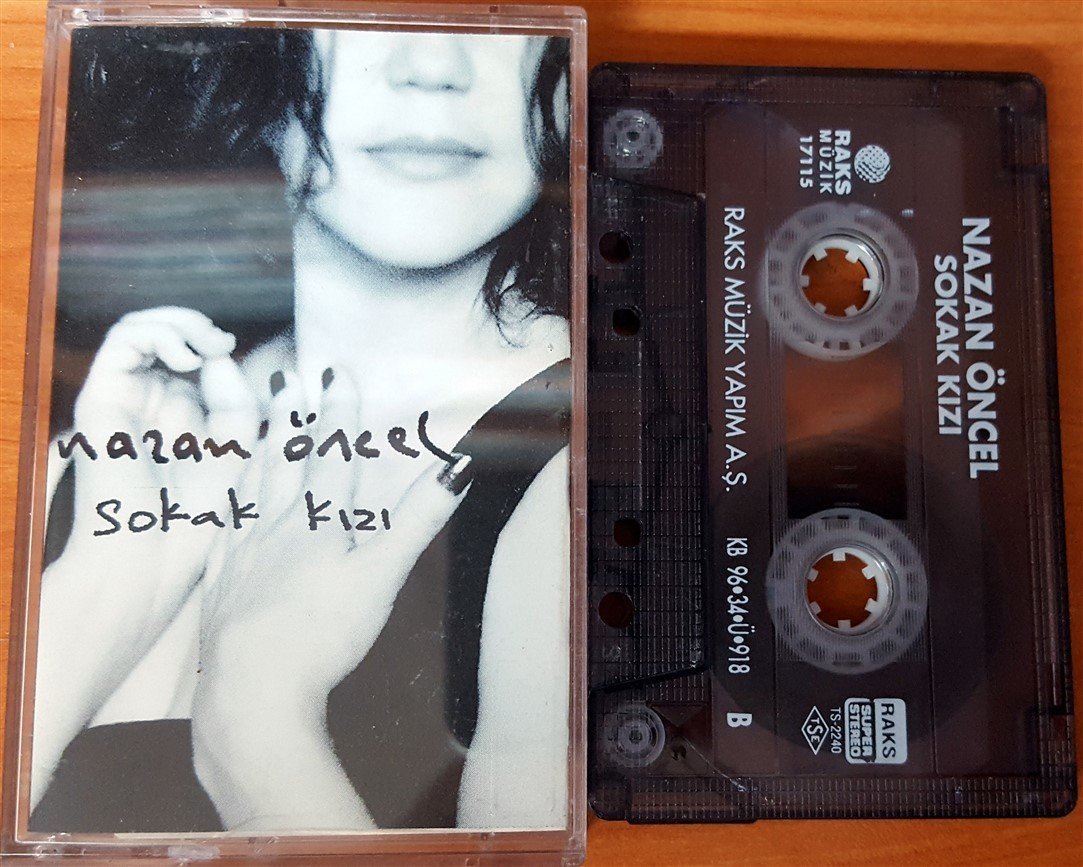 nazan öncel
sokak kızı
RAKS
MÜZİK
17115
NAZAN ÖNCEL
SOKAK KIZI
RAKS MÜZİK YAPIM A.Ş. KB 96•34•Ü•918 B
RAKS
SUPER
STEREO
TS-2240
TSE